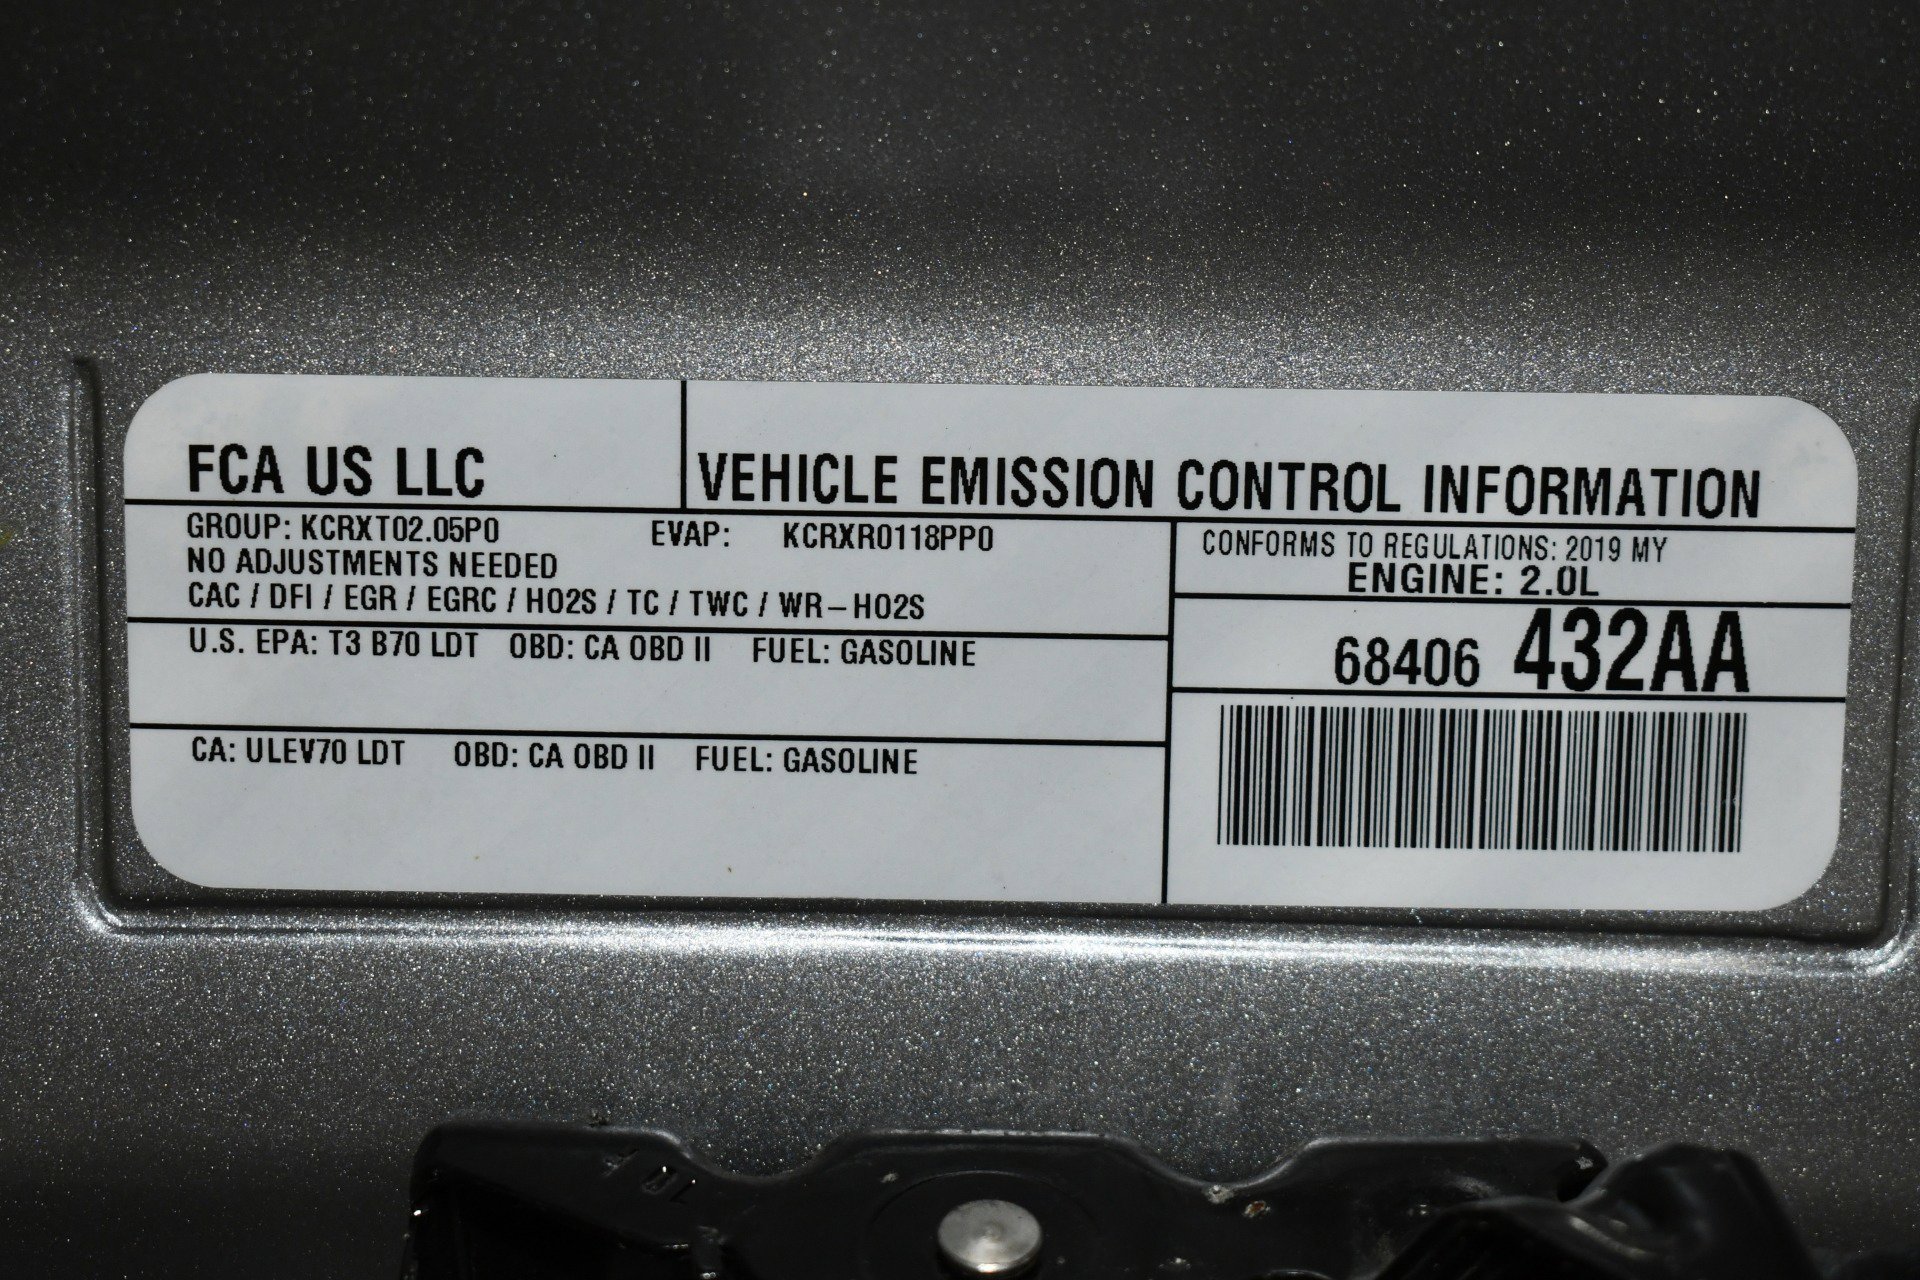 FCA US LLC
VEHICLE EMISSION CONTROL INFORMATION
GROUP: KCRXT02.05P0 EVAP: KCRXR0118PP0
NO ADJUSTMENTS NEEDED
CAC / DFI / EGR / EGRC / HO2S / TC / TWC / WR-HO2S
U.S. EPA: T3 B70 LDT OBD: CA OBD II FUEL: GASOLINE
CA: ULEV70 LDT OBD: CA OBD II FUEL: GASOLINE
CONFORMS TO REGULATIONS: 2019 MY
ENGINE: 2.0L
68406 432AA